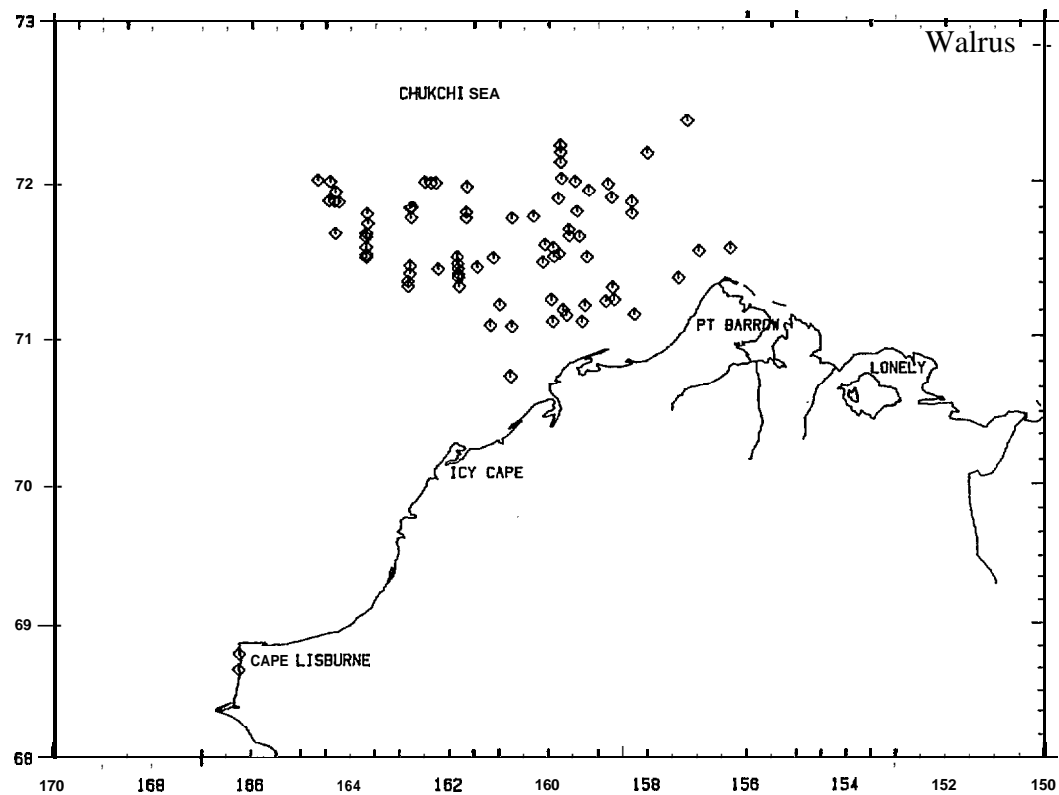 73
Walrus
CHUKCHI SEA
72
71
PT BARROW
LONELY
70
ICY CAPE
69
CAPE LISBURNE
68
170 168 166 164 162 160 158 156 154 152 150